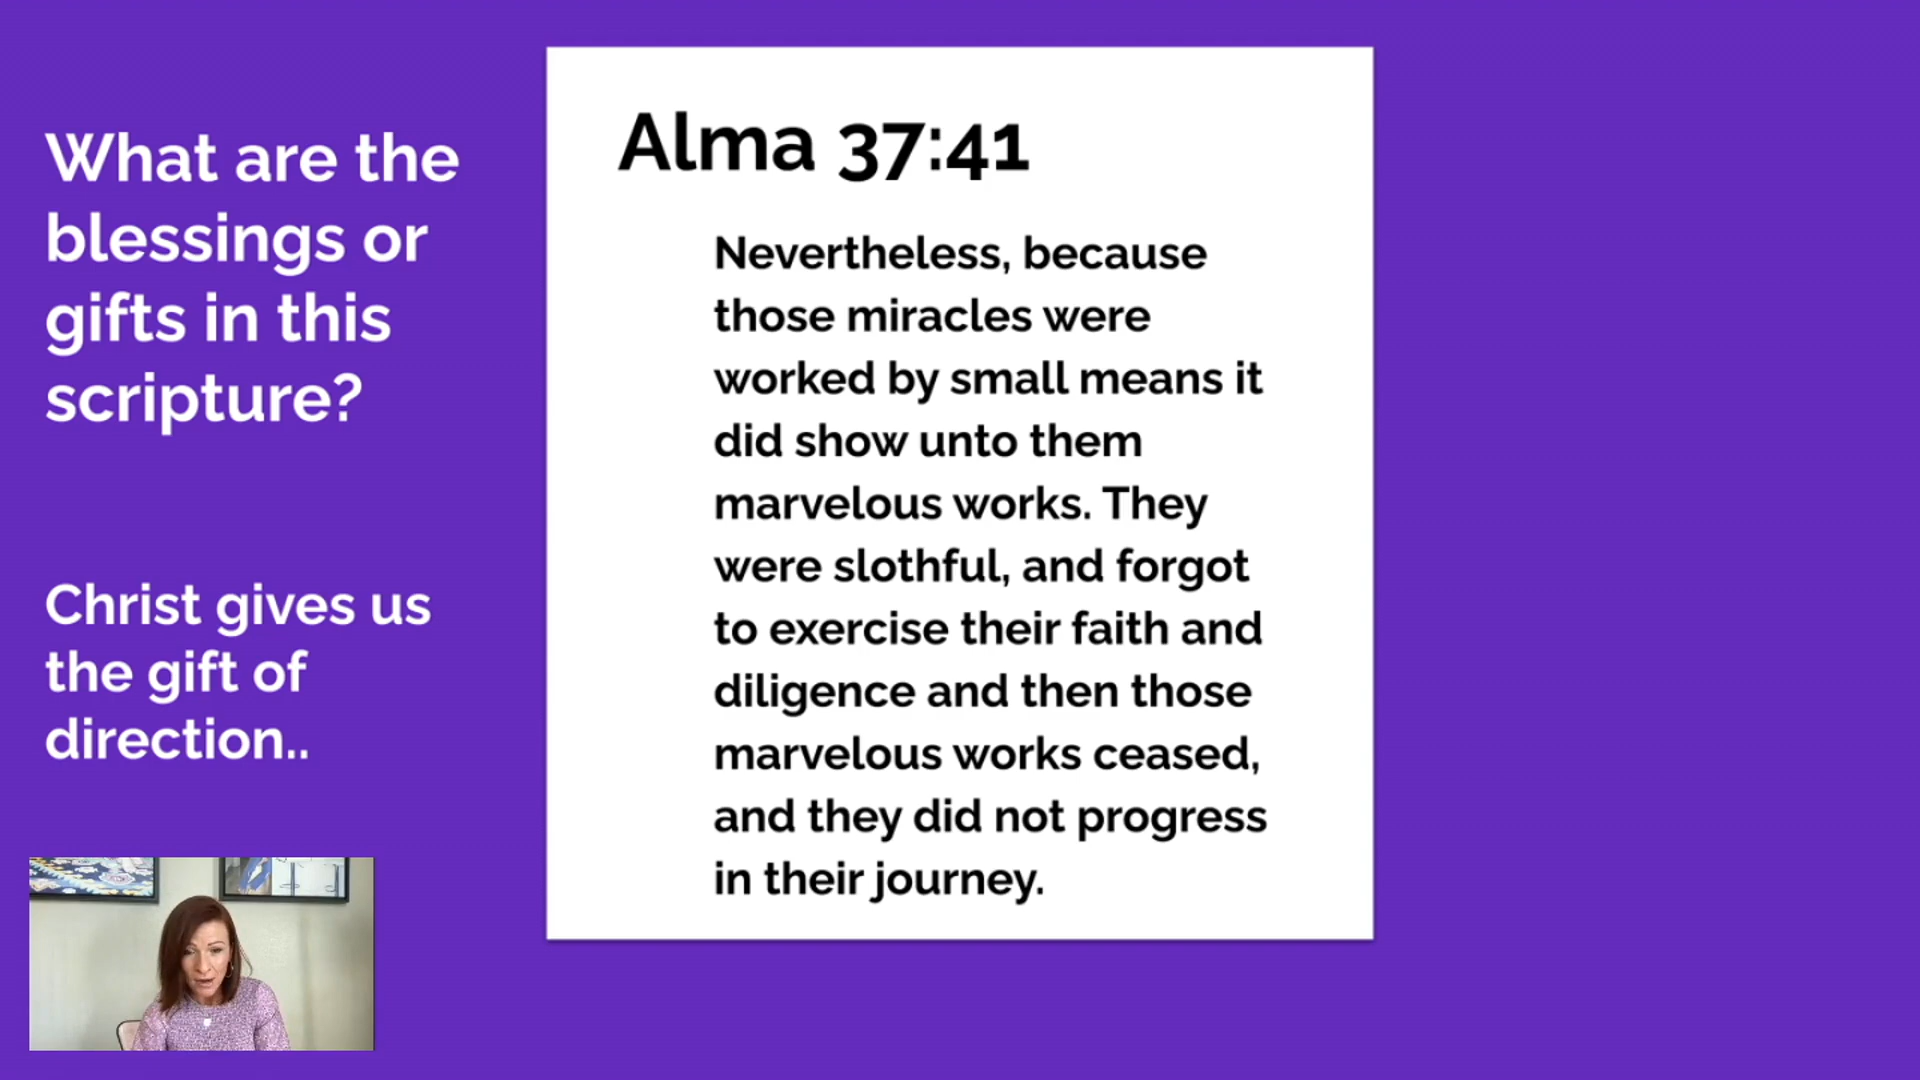 What are the
blessings or
gifts in this
scripture?
Christ gives us
the gift of
direction..
Alma 37:41
Nevertheless, because
those miracles were
worked by small means it
did show unto them
marvelous works. They
were slothful, and forgot
to exercise their faith and
diligence and then those
marvelous works ceased,
and they did not progress
in their journey.